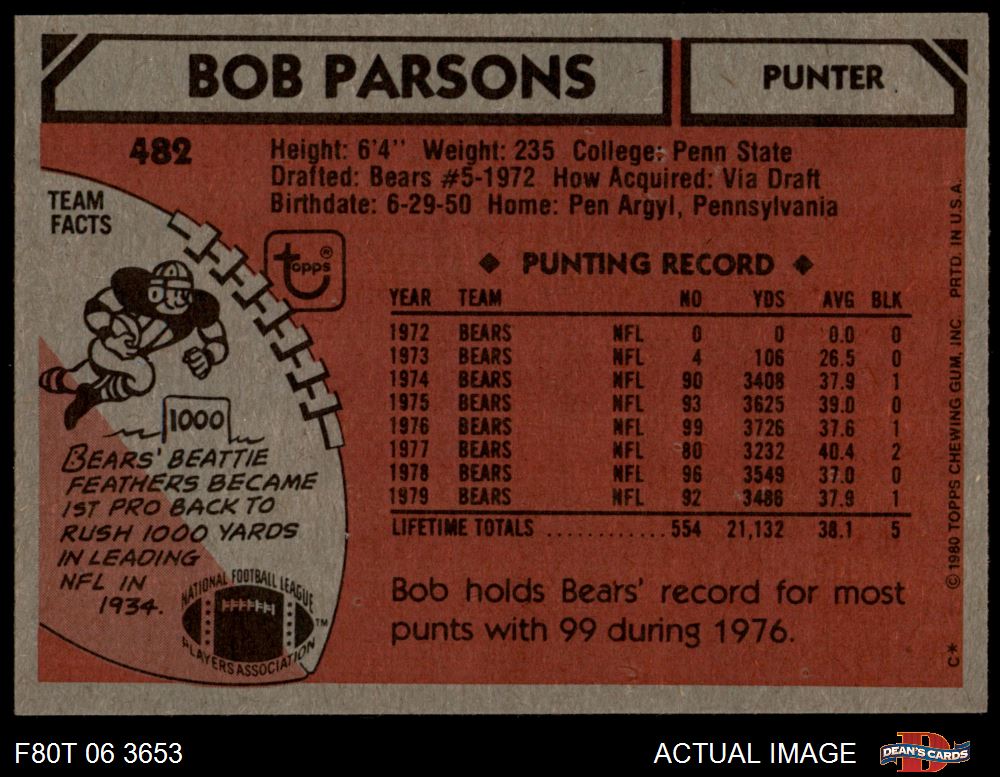 BOB PARSONS
PUNTER
482
Height: 6'4'' Weight: 235 College: Penn State
Drafted: Bears #5-1972 How Acquired: Via Draft
Birthdate: 6-29-50 Home: Pen Argyl, Pennsylvania
TEAM
FACTS
topps®
1000
BEARS' BEATTIE
FEATHERS BECAME
1ST PRO BACK TO
RUSH 1000 YARDS
IN LEADING
NFL IN
1934.
NATIONAL FOOTBALL LEAGUE
PLAYERS ASSOCIATION
TM
◆ PUNTING RECORD ◆
YEAR TEAM NO YDS AVG BLK
1972 BEARS NFL 0 0 0.0 0
1973 BEARS NFL 4 106 26.5 0
1974 BEARS NFL 90 3408 37.9 1
1975 BEARS NFL 93 3625 39.0 0
1976 BEARS NFL 99 3726 37.6 1
1977 BEARS NFL 80 3232 40.4 2
1978 BEARS NFL 96 3549 37.0 0
1979 BEARS NFL 92 3486 37.9 1
LIFETIME TOTALS ............ 554 21,132 38.1 5
Bob holds Bears' record for most
punts with 99 during 1976.
© 1980 TOPPS CHEWING GUM, INC. PRTD. IN U.S.A.
C*
F80T 06 3653
ACTUAL IMAGE
D
DEAN'S CARDS